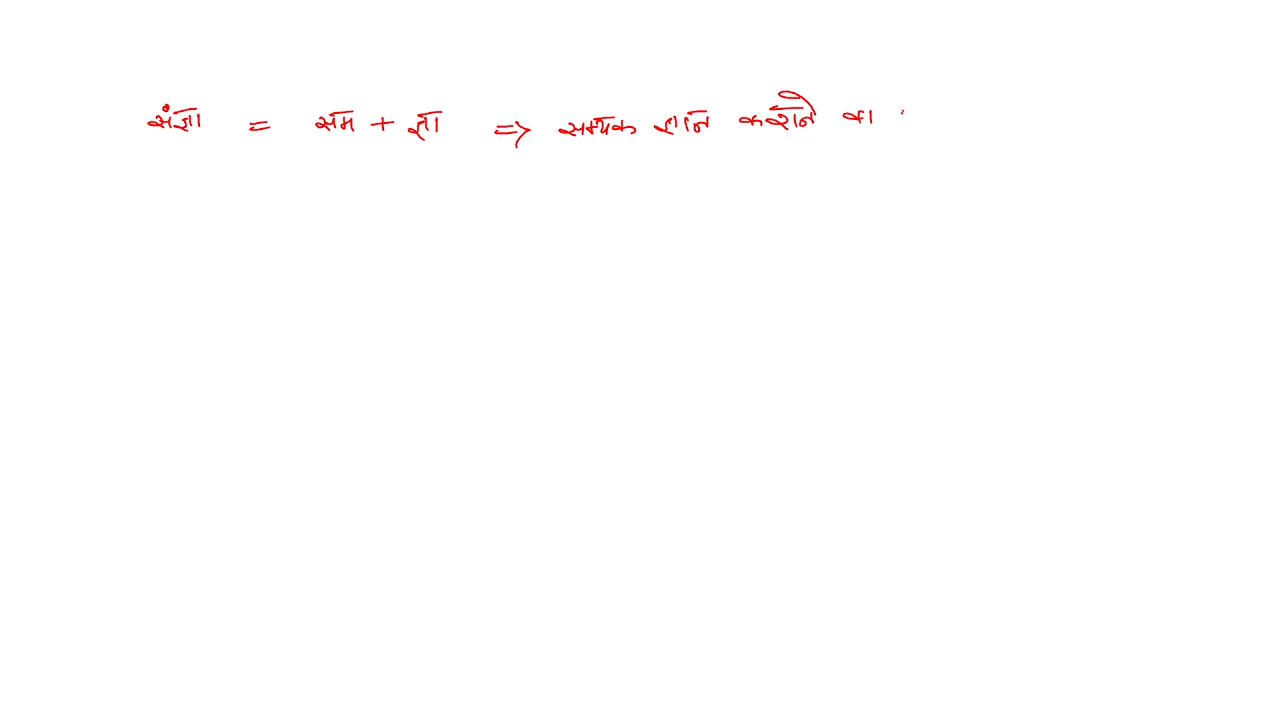 संज्ञा = सम + ज्ञा => सम्यक ज्ञान कराने का